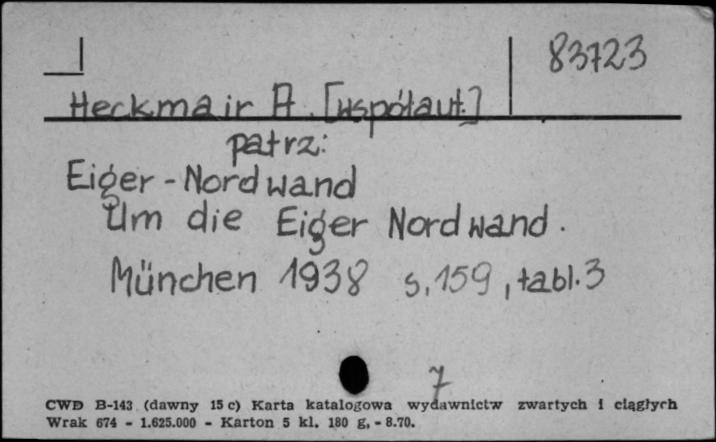 83723
Heckmair A. [współaut.]
patrz:
Eiger - Nordwand
Um die Eiger Nordwand.
München 1938 s. 159, tabl. 3
7
CWD B-143 (dawny 15 c) Karta katalogowa wydawnictw zwartych i ciągłych
Wrak 674 - 1.625.000 - Karton 5 kl. 180 g. - 8.70.